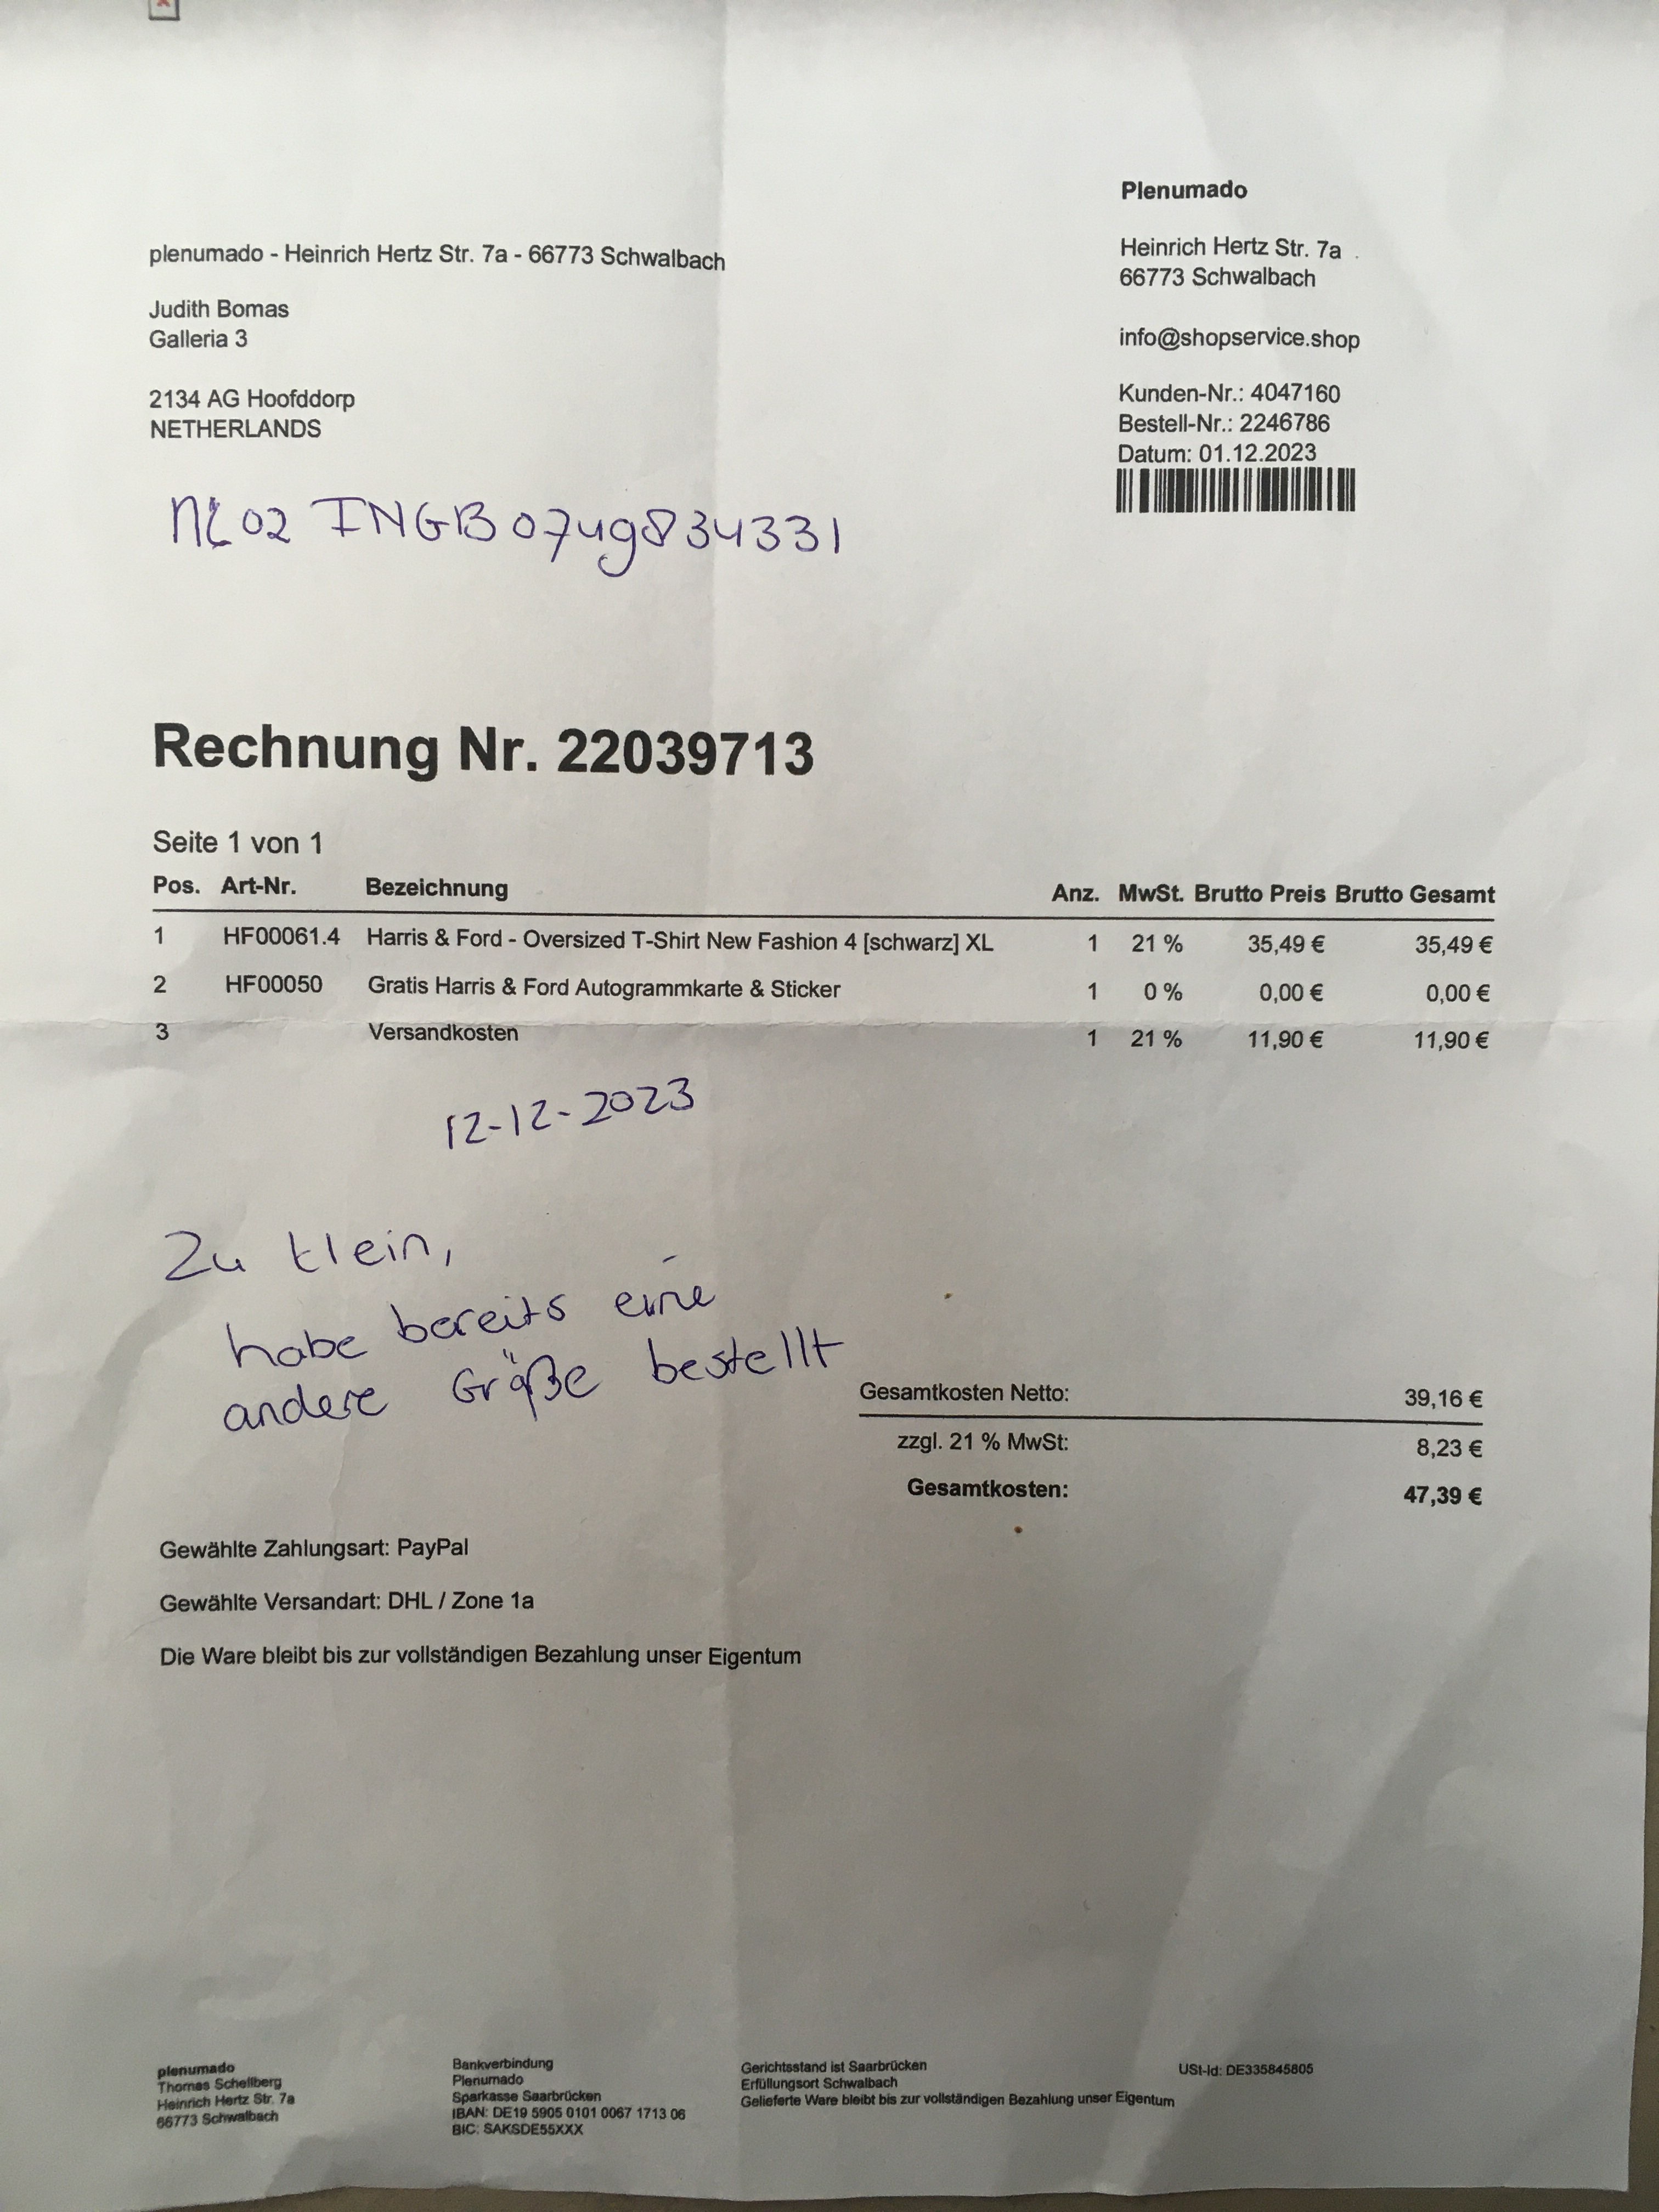 Plenumado
plenumado - Heinrich Hertz Str. 7a - 66773 Schwalbach
Heinrich Hertz Str. 7a
66773 Schwalbach
Judith Bomas
Galleria 3
info@shopservice.shop
2134 AG Hoofddorp
NETHERLANDS
Kunden-Nr.: 4047160
Bestell-Nr.: 2246786
Datum: 01.12.2023
NL02 INGB0749834331
Rechnung Nr. 22039713
Seite 1 von 1
Pos. Art-Nr. Bezeichnung Anz. MwSt. Brutto Preis Brutto Gesamt
1 HF00061.4 Harris & Ford - Oversized T-Shirt New Fashion 4 [schwarz] XL 1 21 % 35,49 € 35,49 €
2 HF00050 Gratis Harris & Ford Autogrammkarte & Sticker 1 0 % 0,00 € 0,00 €
3 Versandkosten 1 21 % 11,90 € 11,90 €
12-12-2023
Zu klein,
habe bereits eine
andere Größe bestellt
Gesamtkosten Netto: 39,16 €
zzgl. 21 % MwSt: 8,23 €
Gesamtkosten: 47,39 €
Gewählte Zahlungsart: PayPal
Gewählte Versandart: DHL / Zone 1a
Die Ware bleibt bis zur vollständigen Bezahlung unser Eigentum
plenumado
Thomas Schellberg
Heinrich Hertz Str. 7a
66773 Schwalbach
Bankverbindung
Plenumado
Sparkasse Saarbrücken
IBAN: DE19 5905 0101 0067 1713 06
BIC: SAKSDE55XXX
Gerichtsstand ist Saarbrücken
Erfüllungsort Schwalbach
Gelieferte Ware bleibt bis zur vollständigen Bezahlung unser Eigentum
USt-Id: DE335845805